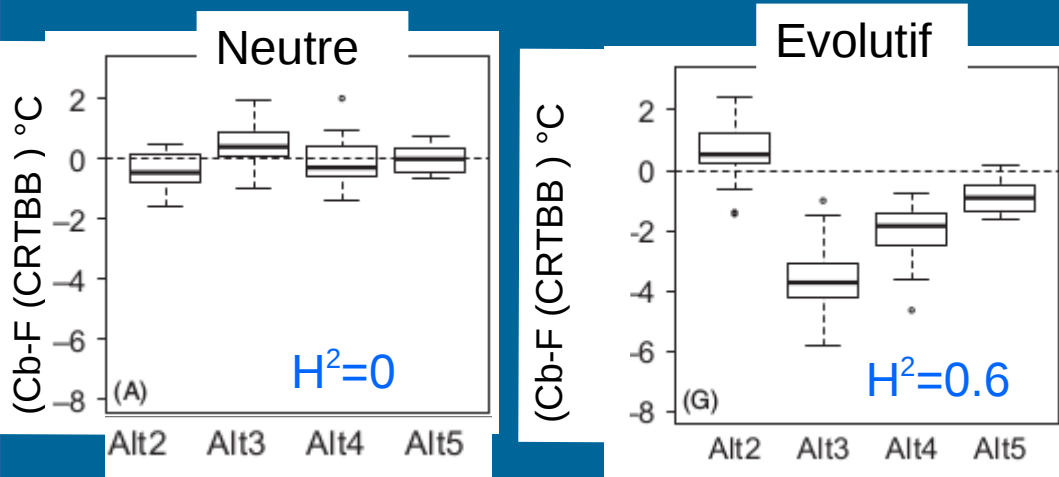 Neutre
(Cb-F (CRTBB ) °C
2
0
–2
–4
–6
–8
H²=0
(A)
Alt2 Alt3 Alt4 Alt5
Evolutif
(Cb-F (CRTBB ) °C
2
0
-2
-4
-6
-8
H²=0.6
(G)
Alt2 Alt3 Alt4 Alt5